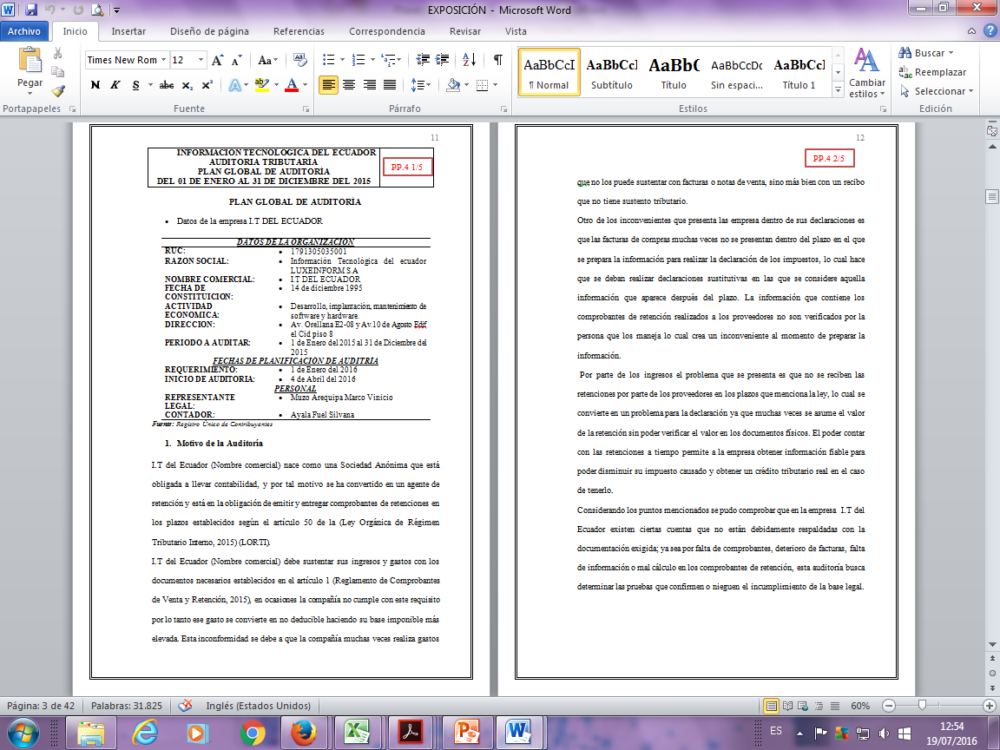 EXPOSICIÓN - Microsoft Word
Archivo Inicio Insertar Diseño de página Referencias Correspondencia Revisar Vista
Pegar
Times New Rom 12
AaBbCcI AaBbCcl AaBbC AaBbCcDc AaBbCcl
¶ Normal Subtítulo Título Sin espaci... Título 1
Cambiar estilos
Buscar
Reemplazar
Seleccionar
Portapapeles Fuente Párrafo Estilos Edición
11
INFORMACION TECNOLOGICA DEL ECUADOR
AUDITORIA TRIBUTARÍA
PLAN GLOBAL DE AUDITORÍA
DEL 01 DE ENERO AL 31 DE DICIEMBRE DEL 2015
PP.4 1/5
PLAN GLOBAL DE AUDITORÍA
• Datos de la empresa I.T DEL ECUADOR
DATOS DE LA ORGANIZACIÓN
RUC: • 1791305035001
RAZON SOCIAL: • Información Tecnológica del ecuador
LUXEINFORM S.A
NOMBRE COMERCIAL: • I.T DEL ECUADOR
FECHA DE • 14 de diciembre 1995
CONSTITUICION:
ACTIVIDAD • Desarrollo, implantación, mantenimiento de
ECONOMICA: software y hardware.
DIRECCION: • Av. Orellana E2-08 y Av.10 de Agosto Edif
el Cid piso 8
PERIODO A AUDITAR: • 1 de Enero del 2015 al 31 de Diciembre del
2015
FECHAS DE PLANIFICACION DE AUDITRIA
REQUERIMIENTO: • 1 de Enero del 2016
INICIO DE AUDITORIA: • 4 de Abril del 2016
PERSONAL
REPRESENTANTE • Muzo Arequipa Marco Vinicio
LEGAL:
CONTADOR: • Ayala Fuel Silvana
Fuente: Registro Único de Contribuyentes
1. Motivo de la Auditoría
I.T del Ecuador (Nombre comercial) nace como una Sociedad Anónima que está
obligada a llevar contabilidad, y por tal motivo se ha convertido en un agente de
retención y está en la obligación de emitir y entregar comprobantes de retenciones en
los plazos establecidos según el artículo 50 de la (Ley Orgánica de Régimen
Tributario Interno, 2015) (LORTI).
I.T del Ecuador (Nombre comercial) debe sustentar sus ingresos y gastos con los
documentos necesarios establecidos en el artículo 1 (Reglamento de Comprobantes
de Venta y Retención, 2015), en ocasiones la compañía no cumple con este requisito
por lo tanto ese gasto se convierte en no deducible haciendo su base imponible más
elevada. Esta inconformidad se debe a que la compañía muchas veces realiza gastos
12
PP.4 2/5
que no los puede sustentar con facturas o notas de venta, sino más bien con un recibo
que no tiene sustento tributario.
Otro de los inconvenientes que presenta las empresa dentro de sus declaraciones es
que las facturas de compras muchas veces no se presentan dentro del plazo en el que
se prepara la información para realizar la declaración de los impuestos, lo cual hace
que se deban realizar declaraciones sustitutivas en las que se considere aquella
información que aparece después del plazo. La información que contiene los
comprobantes de retención realizados a los proveedores no son verificados por la
persona que los maneja lo cual crea un inconveniente al momento de preparar la
información.
Por parte de los ingresos el problema que se presenta es que no se reciben las
retenciones por parte de los proveedores en los plazos que menciona la ley, lo cual se
convierte en un problema para la declaración ya que muchas veces se asume el valor
de la retención sin poder verificar el valor en los documentos físicos. El poder contar
con las retenciones a tiempo permite a la empresa obtener información fiable para
poder disminuir su impuesto causado y obtener un crédito tributario real en el caso
de tenerlo.
Considerando los puntos mencionados se pudo comprobar que en la empresa I.T del
Ecuador existen ciertas cuentas que no están debidamente respaldadas con la
documentación exigida; ya sea por falta de comprobantes, deterioro de facturas, falta
de información o mal cálculo en los comprobantes de retención, esta auditoría busca
determinar las pruebas que confirmen o nieguen el incumplimiento de la base legal.
Página: 3 de 42 Palabras: 31.825 Inglés (Estados Unidos) 60%
ES 12:54
19/07/2016